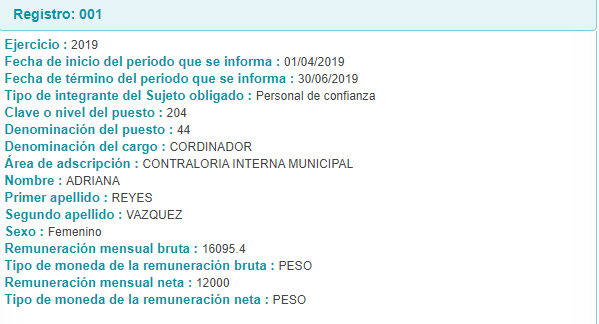 Registro: 001
Ejercicio : 2019
Fecha de inicio del periodo que se informa : 01/04/2019
Fecha de término del periodo que se informa : 30/06/2019
Tipo de integrante del Sujeto obligado : Personal de confianza
Clave o nivel del puesto : 204
Denominación del puesto : 44
Denominación del cargo : CORDINADOR
Área de adscripción : CONTRALORIA INTERNA MUNICIPAL
Nombre : ADRIANA
Primer apellido : REYES
Segundo apellido : VAZQUEZ
Sexo : Femenino
Remuneración mensual bruta : 16095.4
Tipo de moneda de la remuneración bruta : PESO
Remuneración mensual neta : 12000
Tipo de moneda de la remuneración neta : PESO